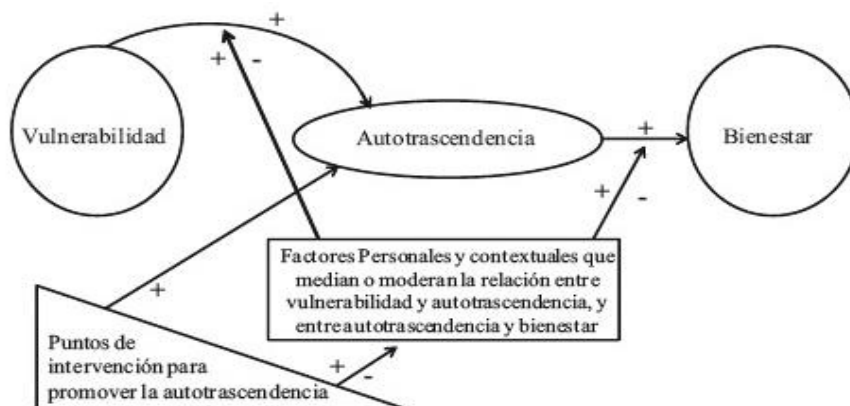 +
+ -
Vulnerabilidad
Autotrascendencia
+
Bienestar
+ -
Factores Personales y contextuales que
median o moderan la relación entre
vulnerabilidad y autotrascendencia, y
entre autotrascendencia y bienestar
+
Puntos de
intervención para
promover la autotrascendencia
+ -